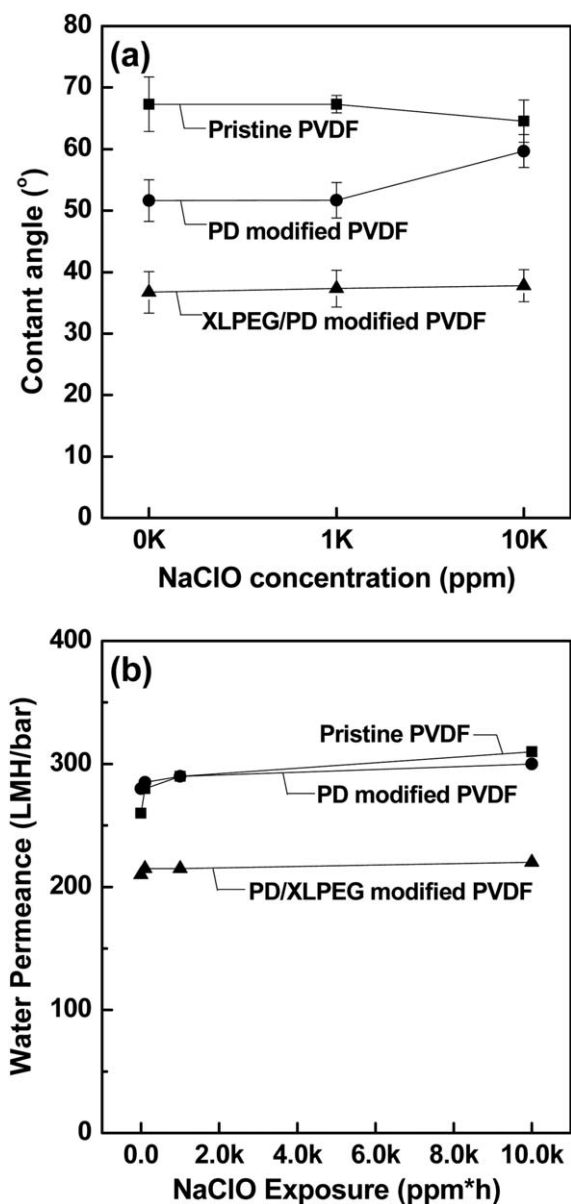 (a)
80
70
60
50
40
30
20
10
0
Contant angle (°)
Pristine PVDF
PD modified PVDF
XLPEG/PD modified PVDF
0K 1K 10K
NaClO concentration (ppm)
(b)
400
300
200
100
0
Water Permeance (LMH/bar)
Pristine PVDF
PD modified PVDF
PD/XLPEG modified PVDF
0.0 2.0k 4.0k 6.0k 8.0k 10.0k
NaClO Exposure (ppm*h)